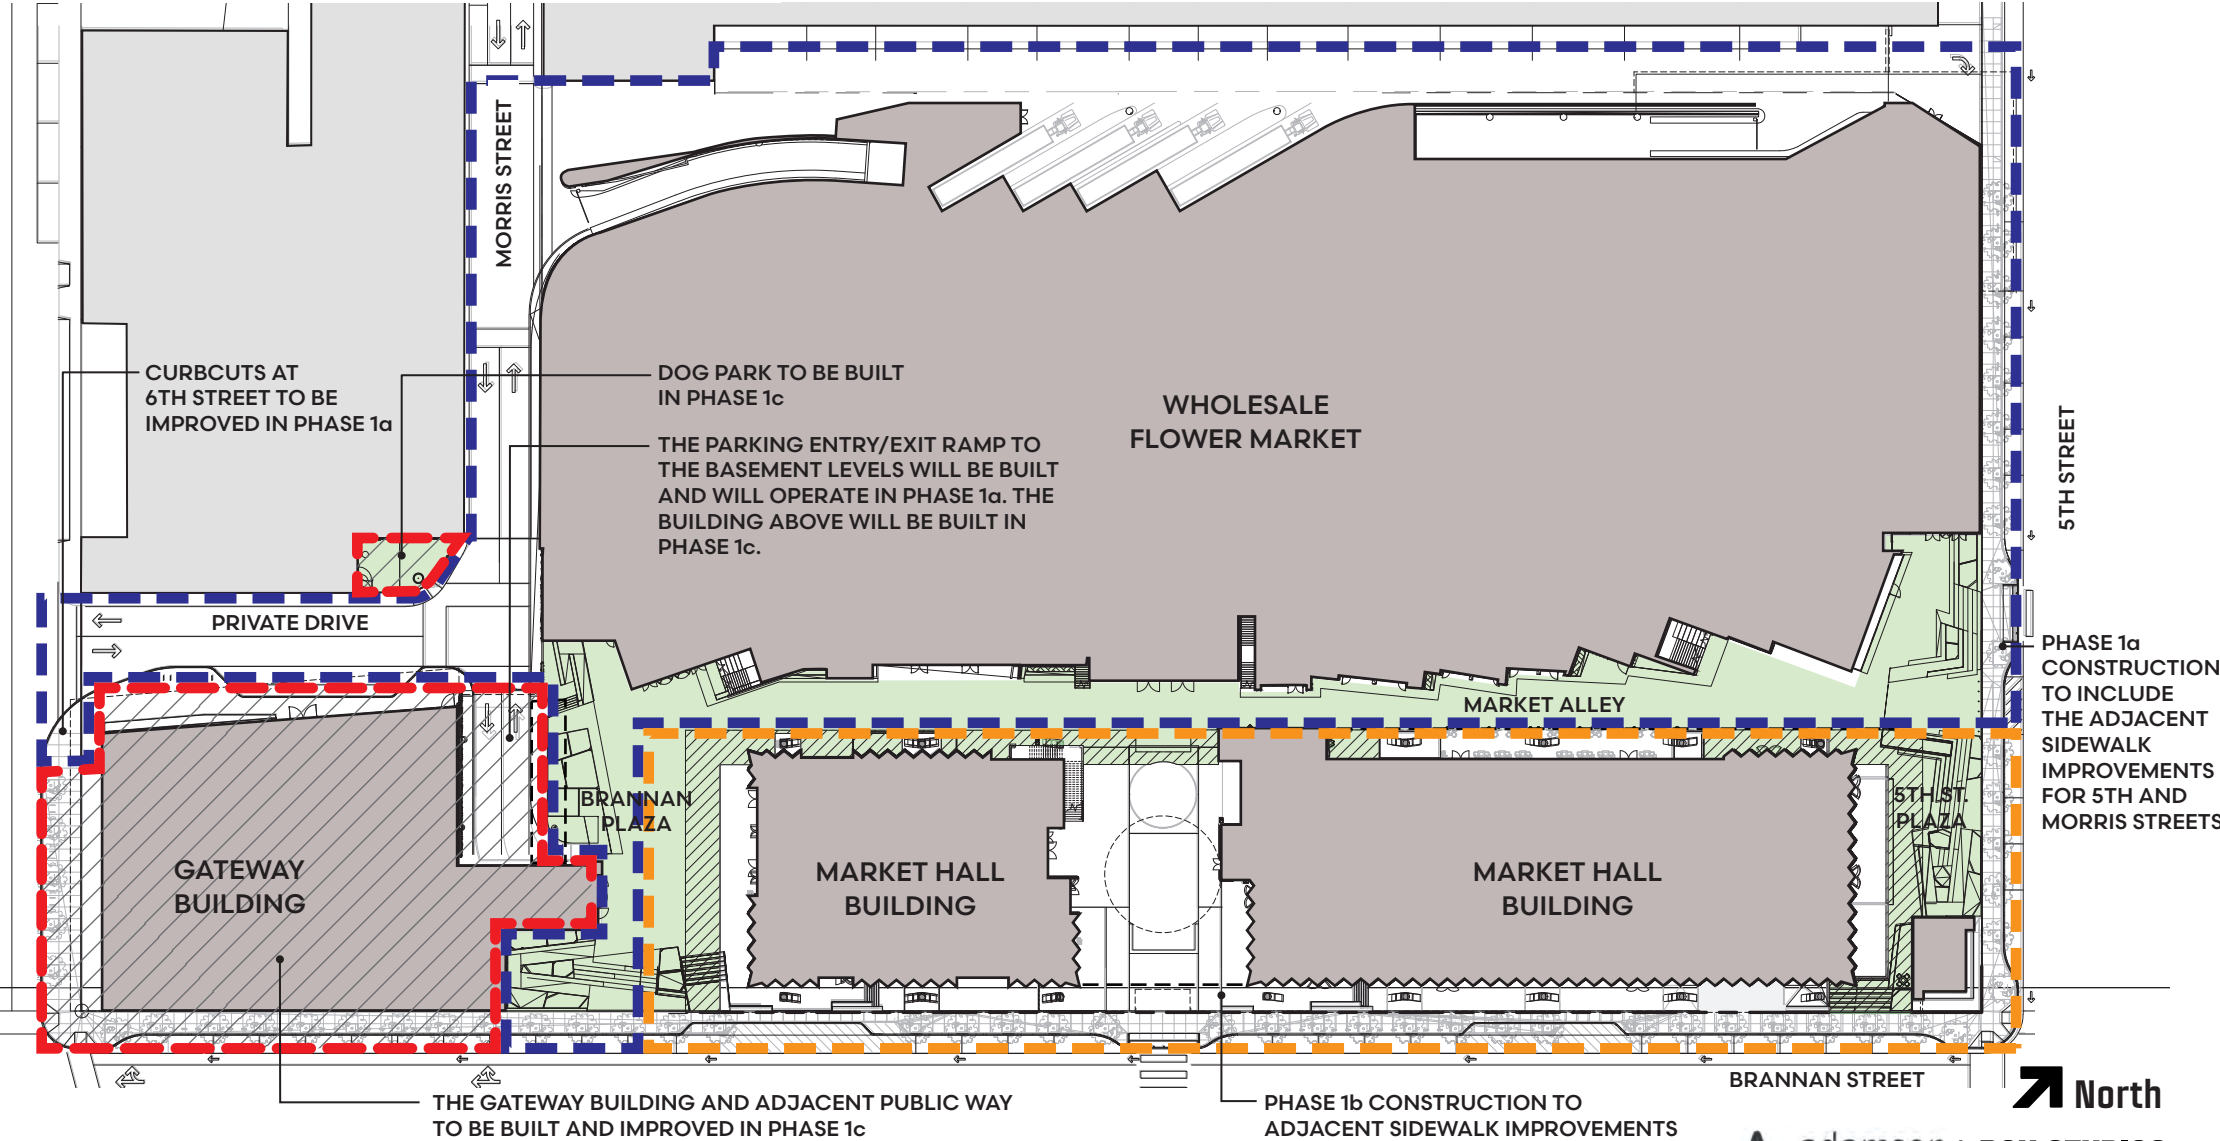 MORRIS STREET
CURBCUTS AT
6TH STREET TO BE
IMPROVED IN PHASE 1a
DOG PARK TO BE BUILT
IN PHASE 1c
THE PARKING ENTRY/EXIT RAMP TO
THE BASEMENT LEVELS WILL BE BUILT
AND WILL OPERATE IN PHASE 1a. THE
BUILDING ABOVE WILL BE BUILT IN
PHASE 1c.
WHOLESALE
FLOWER MARKET
5TH STREET
PRIVATE DRIVE
PHASE 1a
CONSTRUCTION
TO INCLUDE
THE ADJACENT
SIDEWALK
IMPROVEMENTS
FOR 5TH AND
MORRIS STREETS
MARKET ALLEY
BRANNAN
PLAZA
5TH ST.
PLAZA
GATEWAY
BUILDING
MARKET HALL
BUILDING
MARKET HALL
BUILDING
BRANNAN STREET
North
THE GATEWAY BUILDING AND ADJACENT PUBLIC WAY
TO BE BUILT AND IMPROVED IN PHASE 1c
PHASE 1b CONSTRUCTION TO
ADJACENT SIDEWALK IMPROVEMENTS